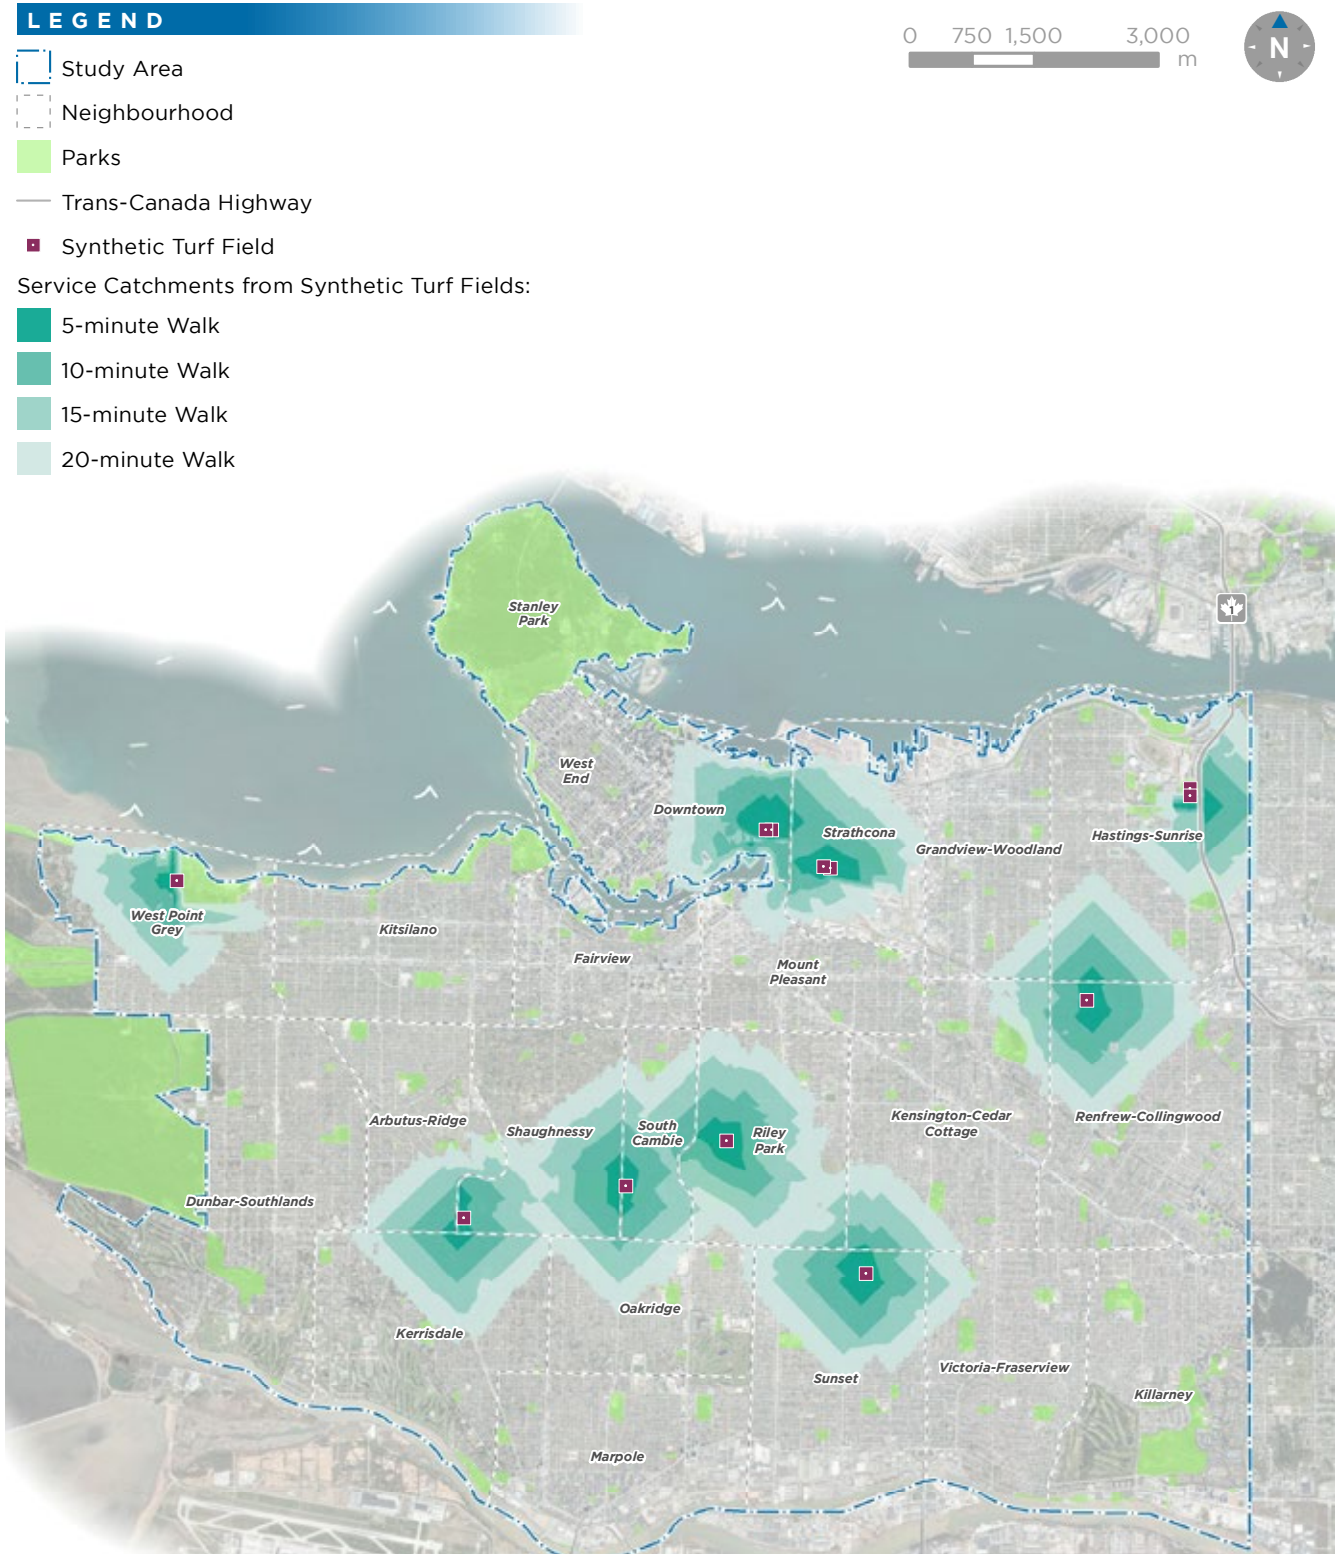 LEGEND
0 750 1,500 3,000
m
N
Study Area
Neighbourhood
Parks
Trans-Canada Highway
Synthetic Turf Field
Service Catchments from Synthetic Turf Fields:
5-minute Walk
10-minute Walk
15-minute Walk
20-minute Walk
Stanley
Park
1
West
End
Downtown
Strathcona
Grandview-Woodland
Hastings-Sunrise
West Point
Grey
Kitsilano
Fairview
Mount
Pleasant
Arbutus-Ridge
Shaughnessy
South
Cambie
Riley
Park
Kensington-Cedar
Cottage
Renfrew-Collingwood
Dunbar-Southlands
Oakridge
Kerrisdale
Sunset
Victoria-Fraserview
Killarney
Marpole